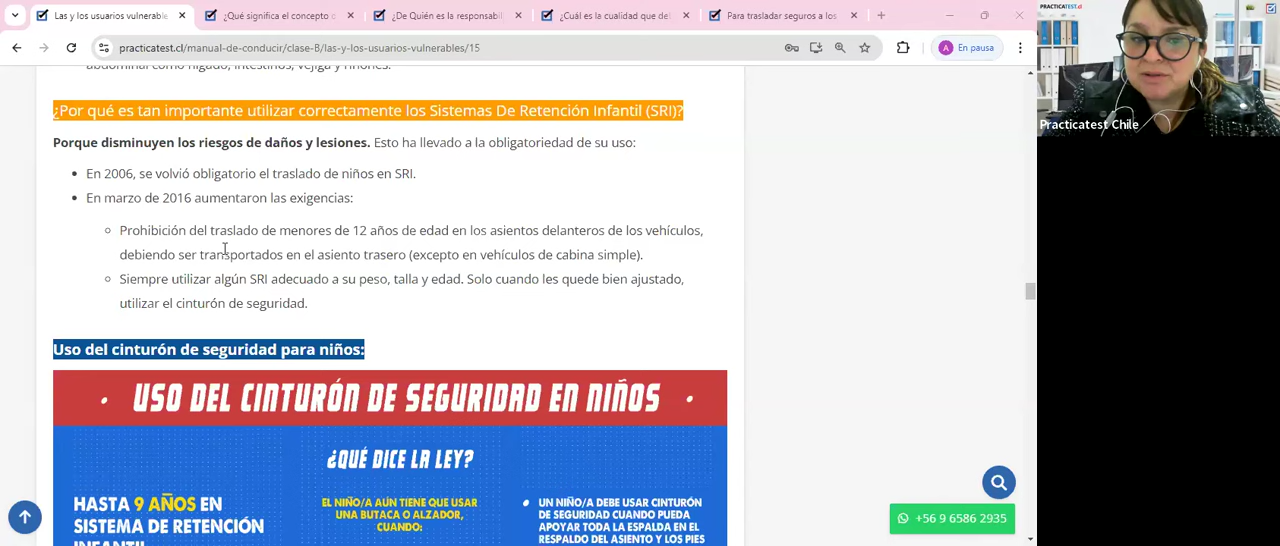 Las y los usuarios vulnerable
¿Qué significa el concepto d
¿De Quién es la responsabil
¿Cuál es la cualidad que de
Para trasladar seguros a los
practicatest.cl/manual-de-conducir/clase-B/las-y-los-usuarios-vulnerables/15
A
En pausa
PRACTICATEST.cl
Practicatest Chile
abdominal como hígado, intestinos, vejiga y riñones.
¿Por qué es tan importante utilizar correctamente los Sistemas De Retención Infantil (SRI)?
Porque disminuyen los riesgos de daños y lesiones. Esto ha llevado a la obligatoriedad de su uso:
En 2006, se volvió obligatorio el traslado de niños en SRI.
En marzo de 2016 aumentaron las exigencias:
Prohibición del traslado de menores de 12 años de edad en los asientos delanteros de los vehículos,
debiendo ser transportados en el asiento trasero (excepto en vehículos de cabina simple).
Siempre utilizar algún SRI adecuado a su peso, talla y edad. Solo cuando les quede bien ajustado,
utilizar el cinturón de seguridad.
Uso del cinturón de seguridad para niños:
USO DEL CINTURÓN DE SEGURIDAD EN NIÑOS
HASTA 9 AÑOS EN
SISTEMA DE RETENCIÓN
INFANTIL
¿QUÉ DICE LA LEY?
EL NIÑO/A AÚN TIENE QUE USAR
UNA BUTACA O ALZADOR,
CUANDO:
UN NIÑO/A DEBE USAR CINTURÓN
DE SEGURIDAD CUANDO PUEDA
APOYAR TODA LA ESPALDA EN EL
RESPALDO DEL ASIENTO Y LOS PIES
+56 9 6586 2935